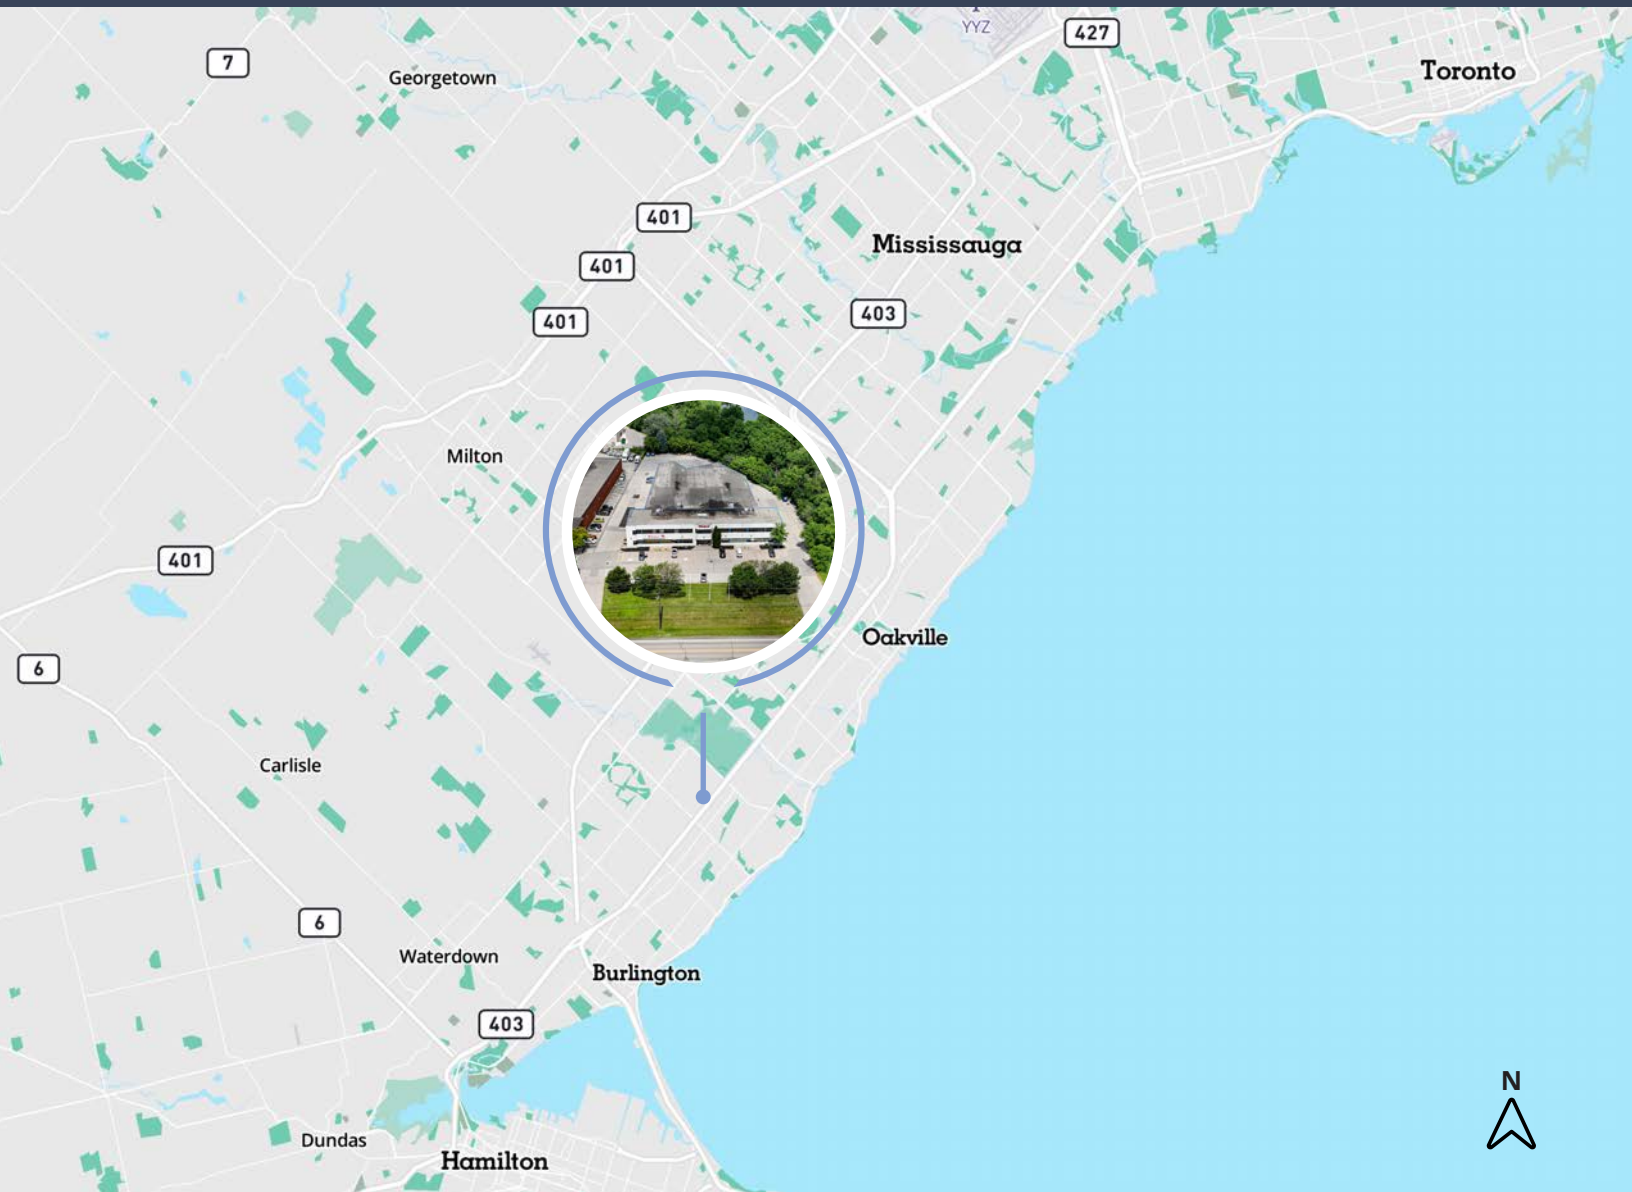 YYZ
427
7
Georgetown
Toronto
401
Mississauga
401
403
401
Milton
401
Oakville
6
Carlisle
6
Waterdown
Burlington
403
N
Dundas
Hamilton